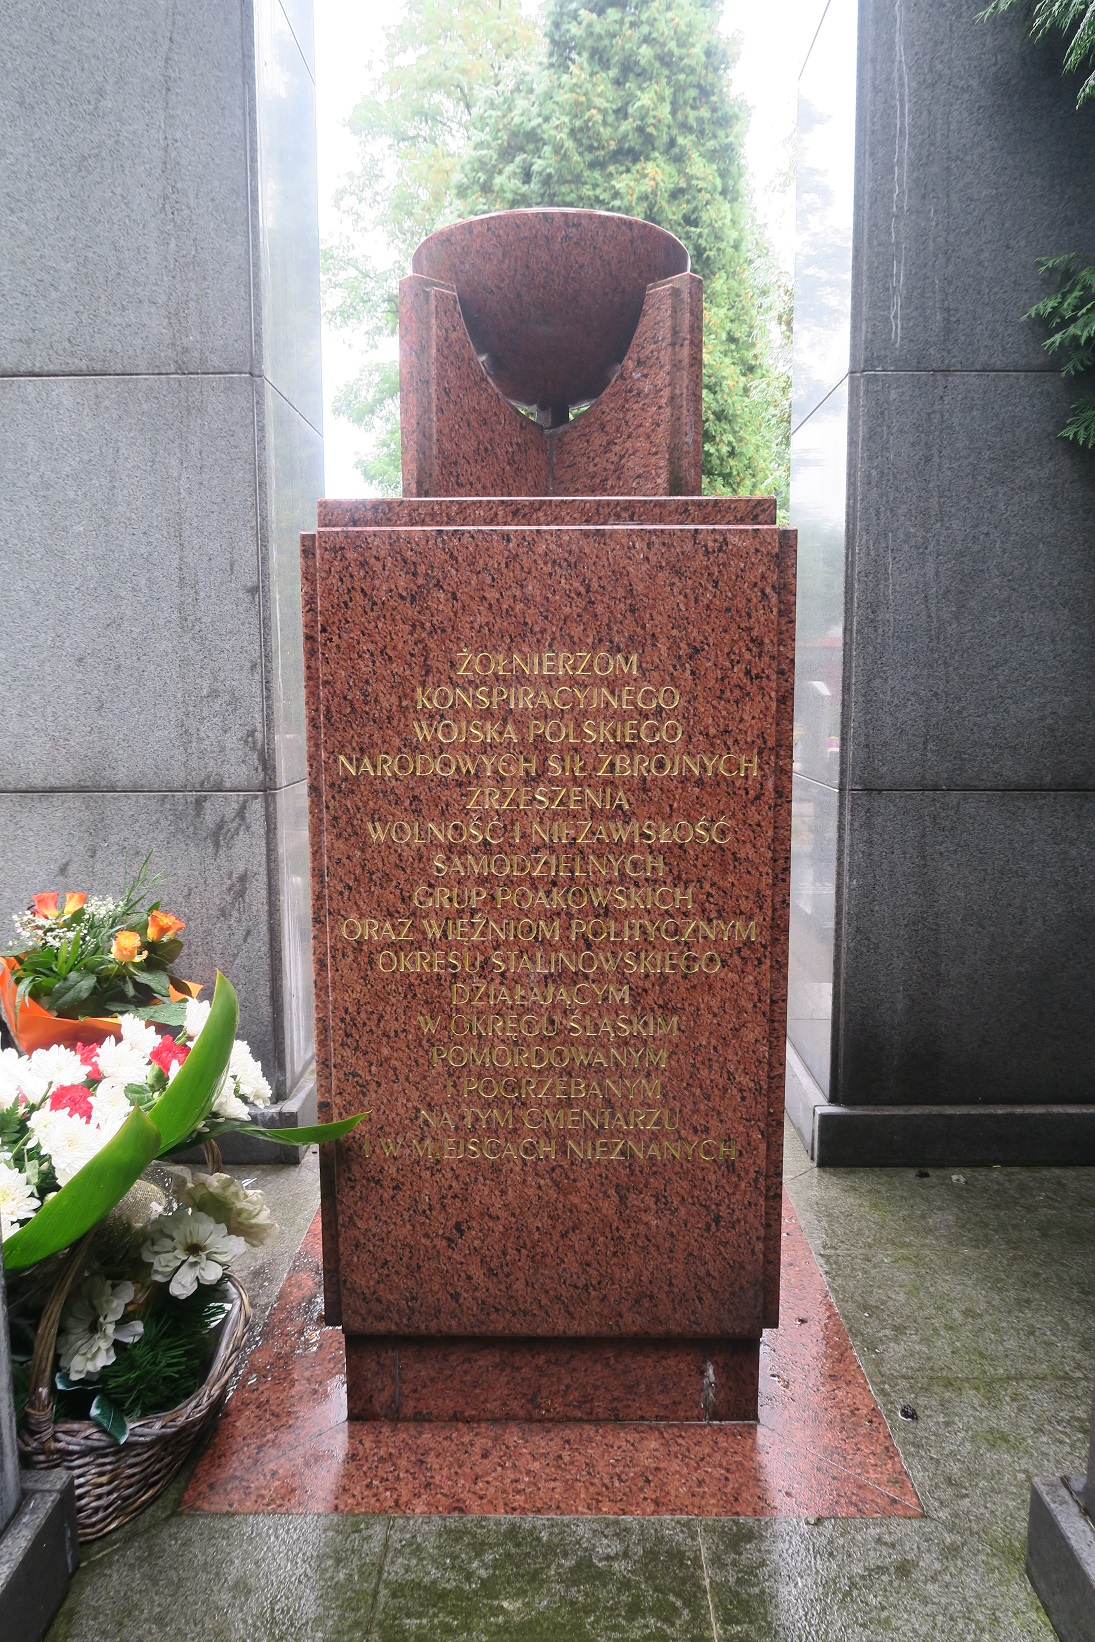 ŻOŁNIERZOM
KONSPIRACYJNEGO
WOJSKA POLSKIEGO
NARODOWYCH SIŁ ZBROJNYCH
ZRZESZENIA
WOLNOŚĆ I NIEZAWISŁOŚĆ
SAMODZIELNYCH
GRUP POAKOWSKICH
ORAZ WIĘŹNIOM POLITYCZNYM
OKRESU STALINOWSKIEGO
DZIAŁAJĄCYM
W OKRĘGU ŚLĄSKIM
POMORDOWANYM
I POGRZEBANYM
NA TYM CMENTARZU
I W MIEJSCACH NIEZNANYCH